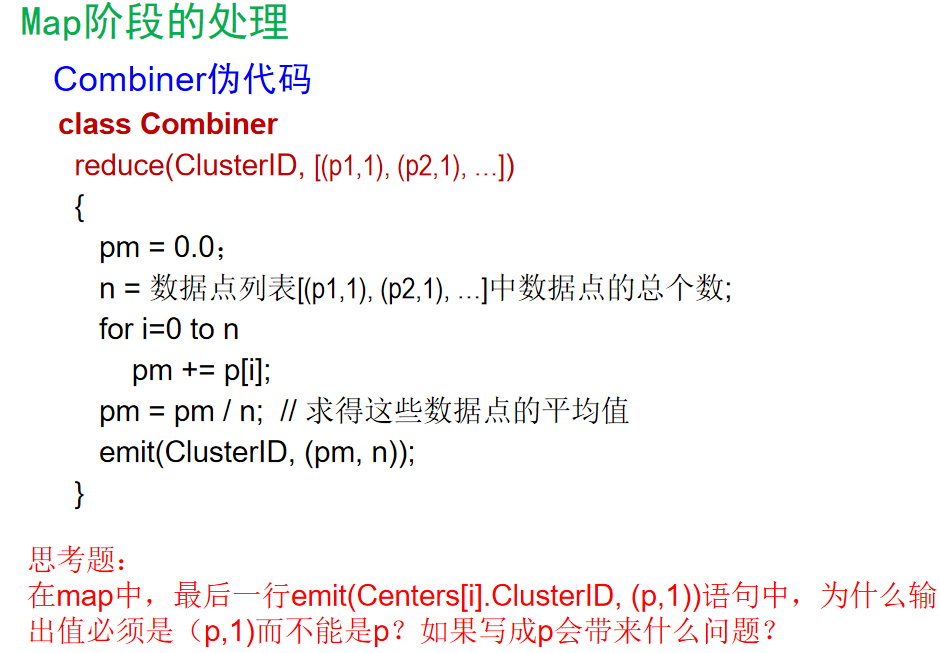 Map阶段的处理
Combiner伪代码
class Combiner
reduce(ClusterID, [(p1,1), (p2,1), …])
{
pm = 0.0；
n = 数据点列表[(p1,1), (p2,1), …]中数据点的总个数;
for i=0 to n
pm += p[i];
pm = pm / n; // 求得这些数据点的平均值
emit(ClusterID, (pm, n));
}
思考题：
在map中，最后一行emit(Centers[i].ClusterID, (p,1))语句中，为什么输
出值必须是（p,1)而不能是p？如果写成p会带来什么问题？